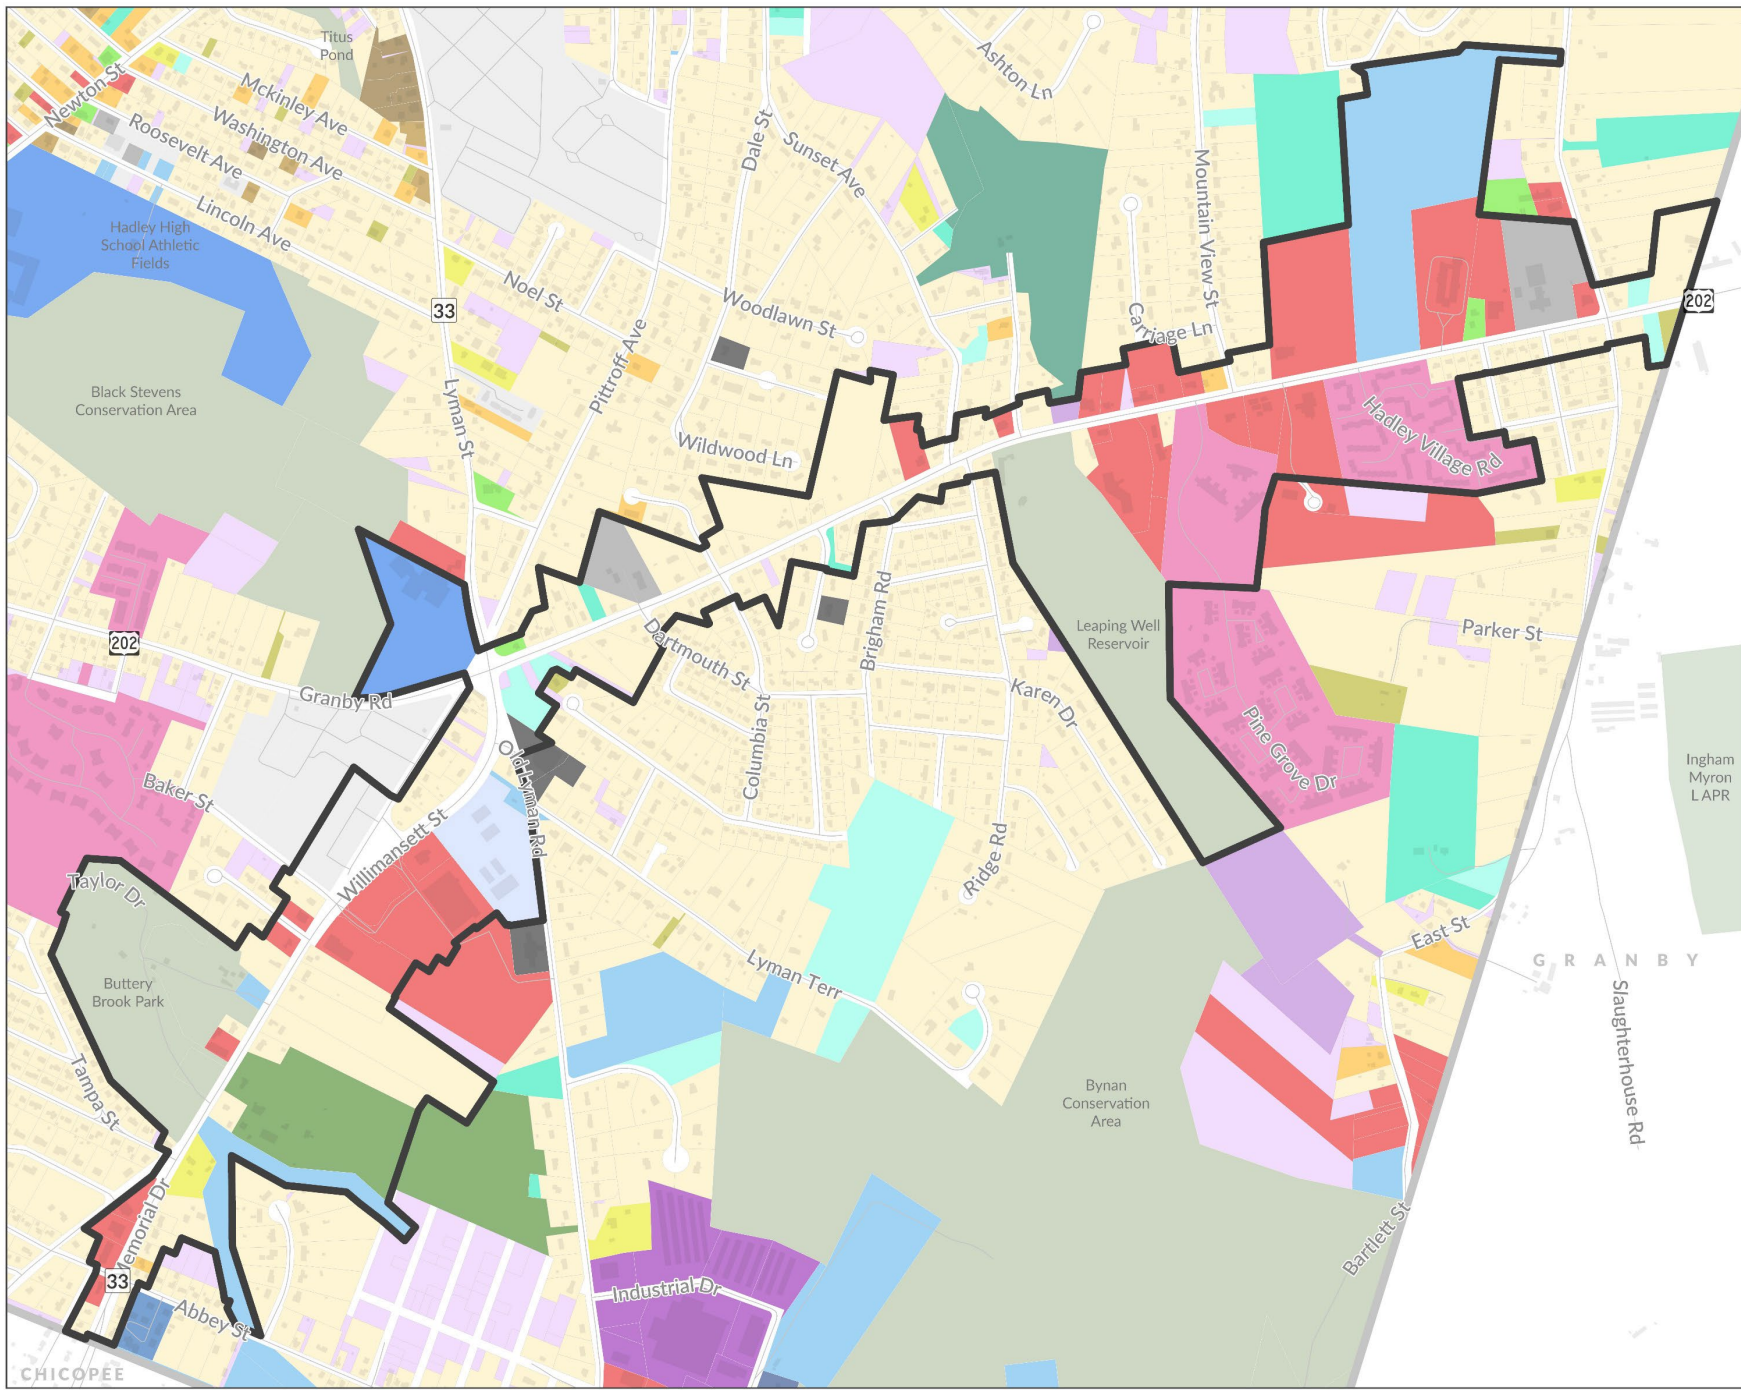 Titus
Pond
Ashton Ln
Newton St
Mckinley Ave
Washington Ave
Roosevelt Ave
Lincoln Ave
Dale St
Sunset Ave
Mountain View St
Hadley High
School Athletic
Fields
Noel St
33
Woodlawn St
Carriage Ln
202
Pittroff Ave
Black Stevens
Conservation Area
Lyman St
Wildwood Ln
Hadley Village Rd
Brigham Rd
Leaping Well
Reservoir
Parker St
202
Dartmouth St
Granby Rd
Karen Dr
Columbia St
Pine Grove Dr
Old Lyman Rd
Baker St
Ingham
Myron
L APR
Willimansett St
Ridge Rd
Taylor Dr
East St
GRANBY
Lyman Terr
Buttery
Brook Park
Slaughterhouse Rd
Tampa St
Bynan
Conservation
Area
Memorial Dr
Bartlett St
33
Industrial Dr
Abbey St
CHICOPEE